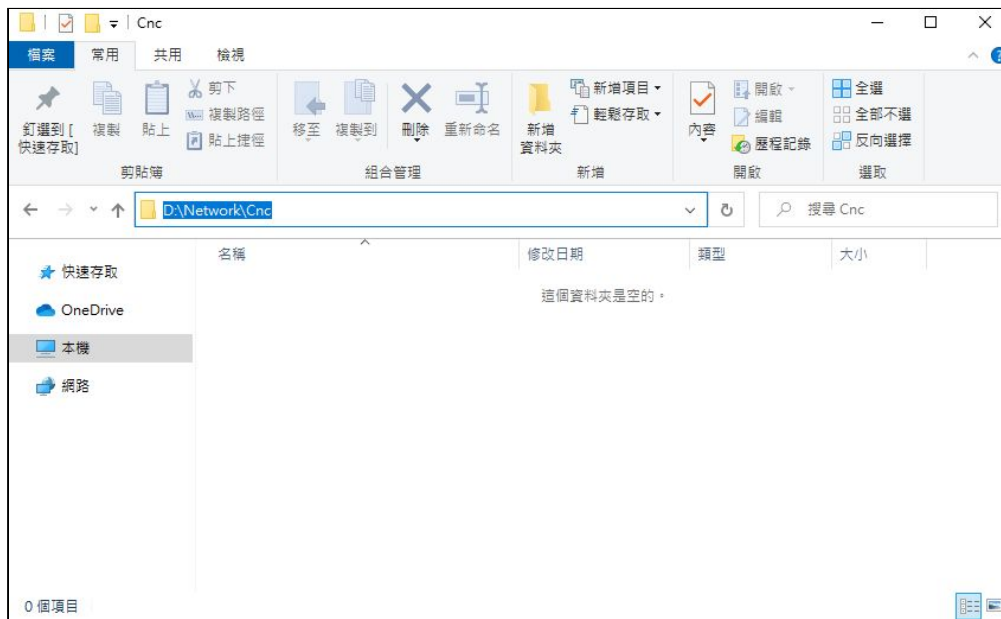 Cnc
檔案 常用 共用 檢視
釘選到 [快速存取]
複製
貼上
剪下
複製路徑
貼上捷徑
剪貼簿
移至
複製到
刪除
重新命名
組合管理
新增資料夾
新增項目
輕鬆存取
新增
內容
開啟
編輯
歷程記錄
開啟
全選
全部不選
反向選擇
選取
D:\Network\Cnc
搜尋 Cnc
名稱 修改日期 類型 大小
快速存取
OneDrive
本機
網路
這個資料夾是空的。
0 個項目